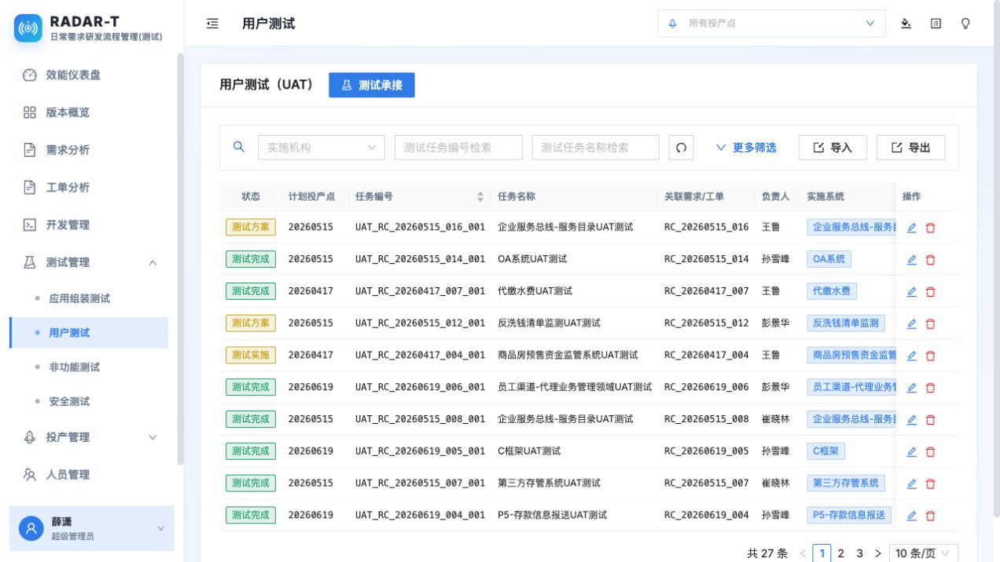 RADAR-T
日常需求研发流程管理(测试)
用户测试
所有投产点
效能仪表盘
版本概览
需求分析
工单分析
开发管理
测试管理
应用组装测试
用户测试
非功能测试
安全测试
投产管理
人员管理
薛潇
超级管理员
用户测试（UAT） 测试承接
实施机构 测试任务编号检索 测试任务名称检索 更多筛选 导入 导出
状态 计划投产点 任务编号 任务名称 关联需求/工单 负责人 实施系统 操作
测试方案 20260515 UAT_RC_20260515_016_001 企业服务总线-服务目录UAT测试 RC_20260515_016 王鲁 企业服务总线-服务目
测试完成 20260515 UAT_RC_20260515_014_001 OA系统UAT测试 RC_20260515_014 孙雪峰 OA系统
测试完成 20260417 UAT_RC_20260417_007_001 代缴水费UAT测试 RC_20260417_007 王鲁 代缴水费
测试方案 20260515 UAT_RC_20260515_012_001 反洗钱清单监测UAT测试 RC_20260515_012 彭景华 反洗钱清单监测
测试实施 20260417 UAT_RC_20260417_004_001 商品房预售资金监管系统UAT测试 RC_20260417_004 王鲁 商品房预售资金监管
测试完成 20260619 UAT_RC_20260619_006_001 员工渠道-代理业务管理领域UAT测试 RC_20260619_006 彭景华 员工渠道-代理业务管
测试完成 20260515 UAT_RC_20260515_008_001 企业服务总线-服务目录UAT测试 RC_20260515_008 崔晓林 企业服务总线-服务目
测试完成 20260619 UAT_RC_20260619_005_001 C框架UAT测试 RC_20260619_005 孙雪峰 C框架
测试完成 20260515 UAT_RC_20260515_007_001 第三方存管系统UAT测试 RC_20260515_007 崔晓林 第三方存管系统
测试完成 20260619 UAT_RC_20260619_004_001 P5-存款信息报送UAT测试 RC_20260619_004 孙雪峰 P5-存款信息报送
共 27 条 < 1 2 3 > 10 条/页